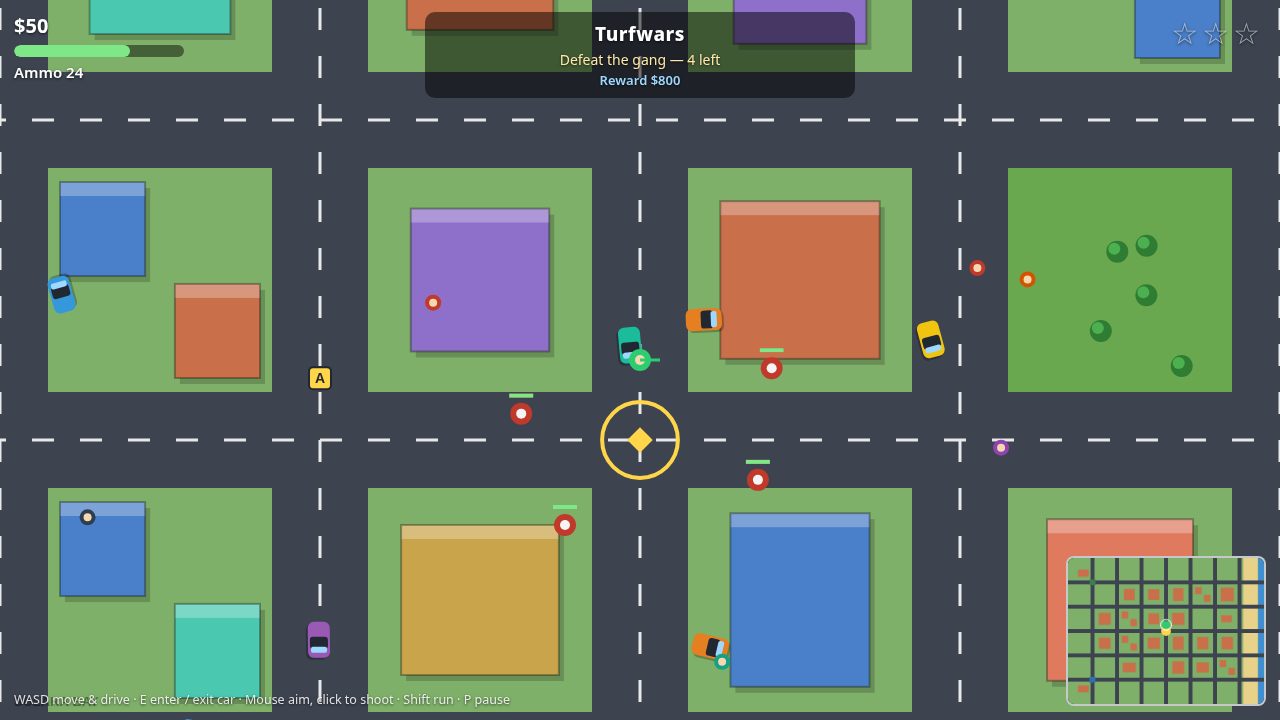 $50
Ammo 24
Turfwars
Defeat the gang — 4 left
Reward $800
A
WASD move & drive · E enter / exit car · Mouse aim, click to shoot · Shift run · P pause